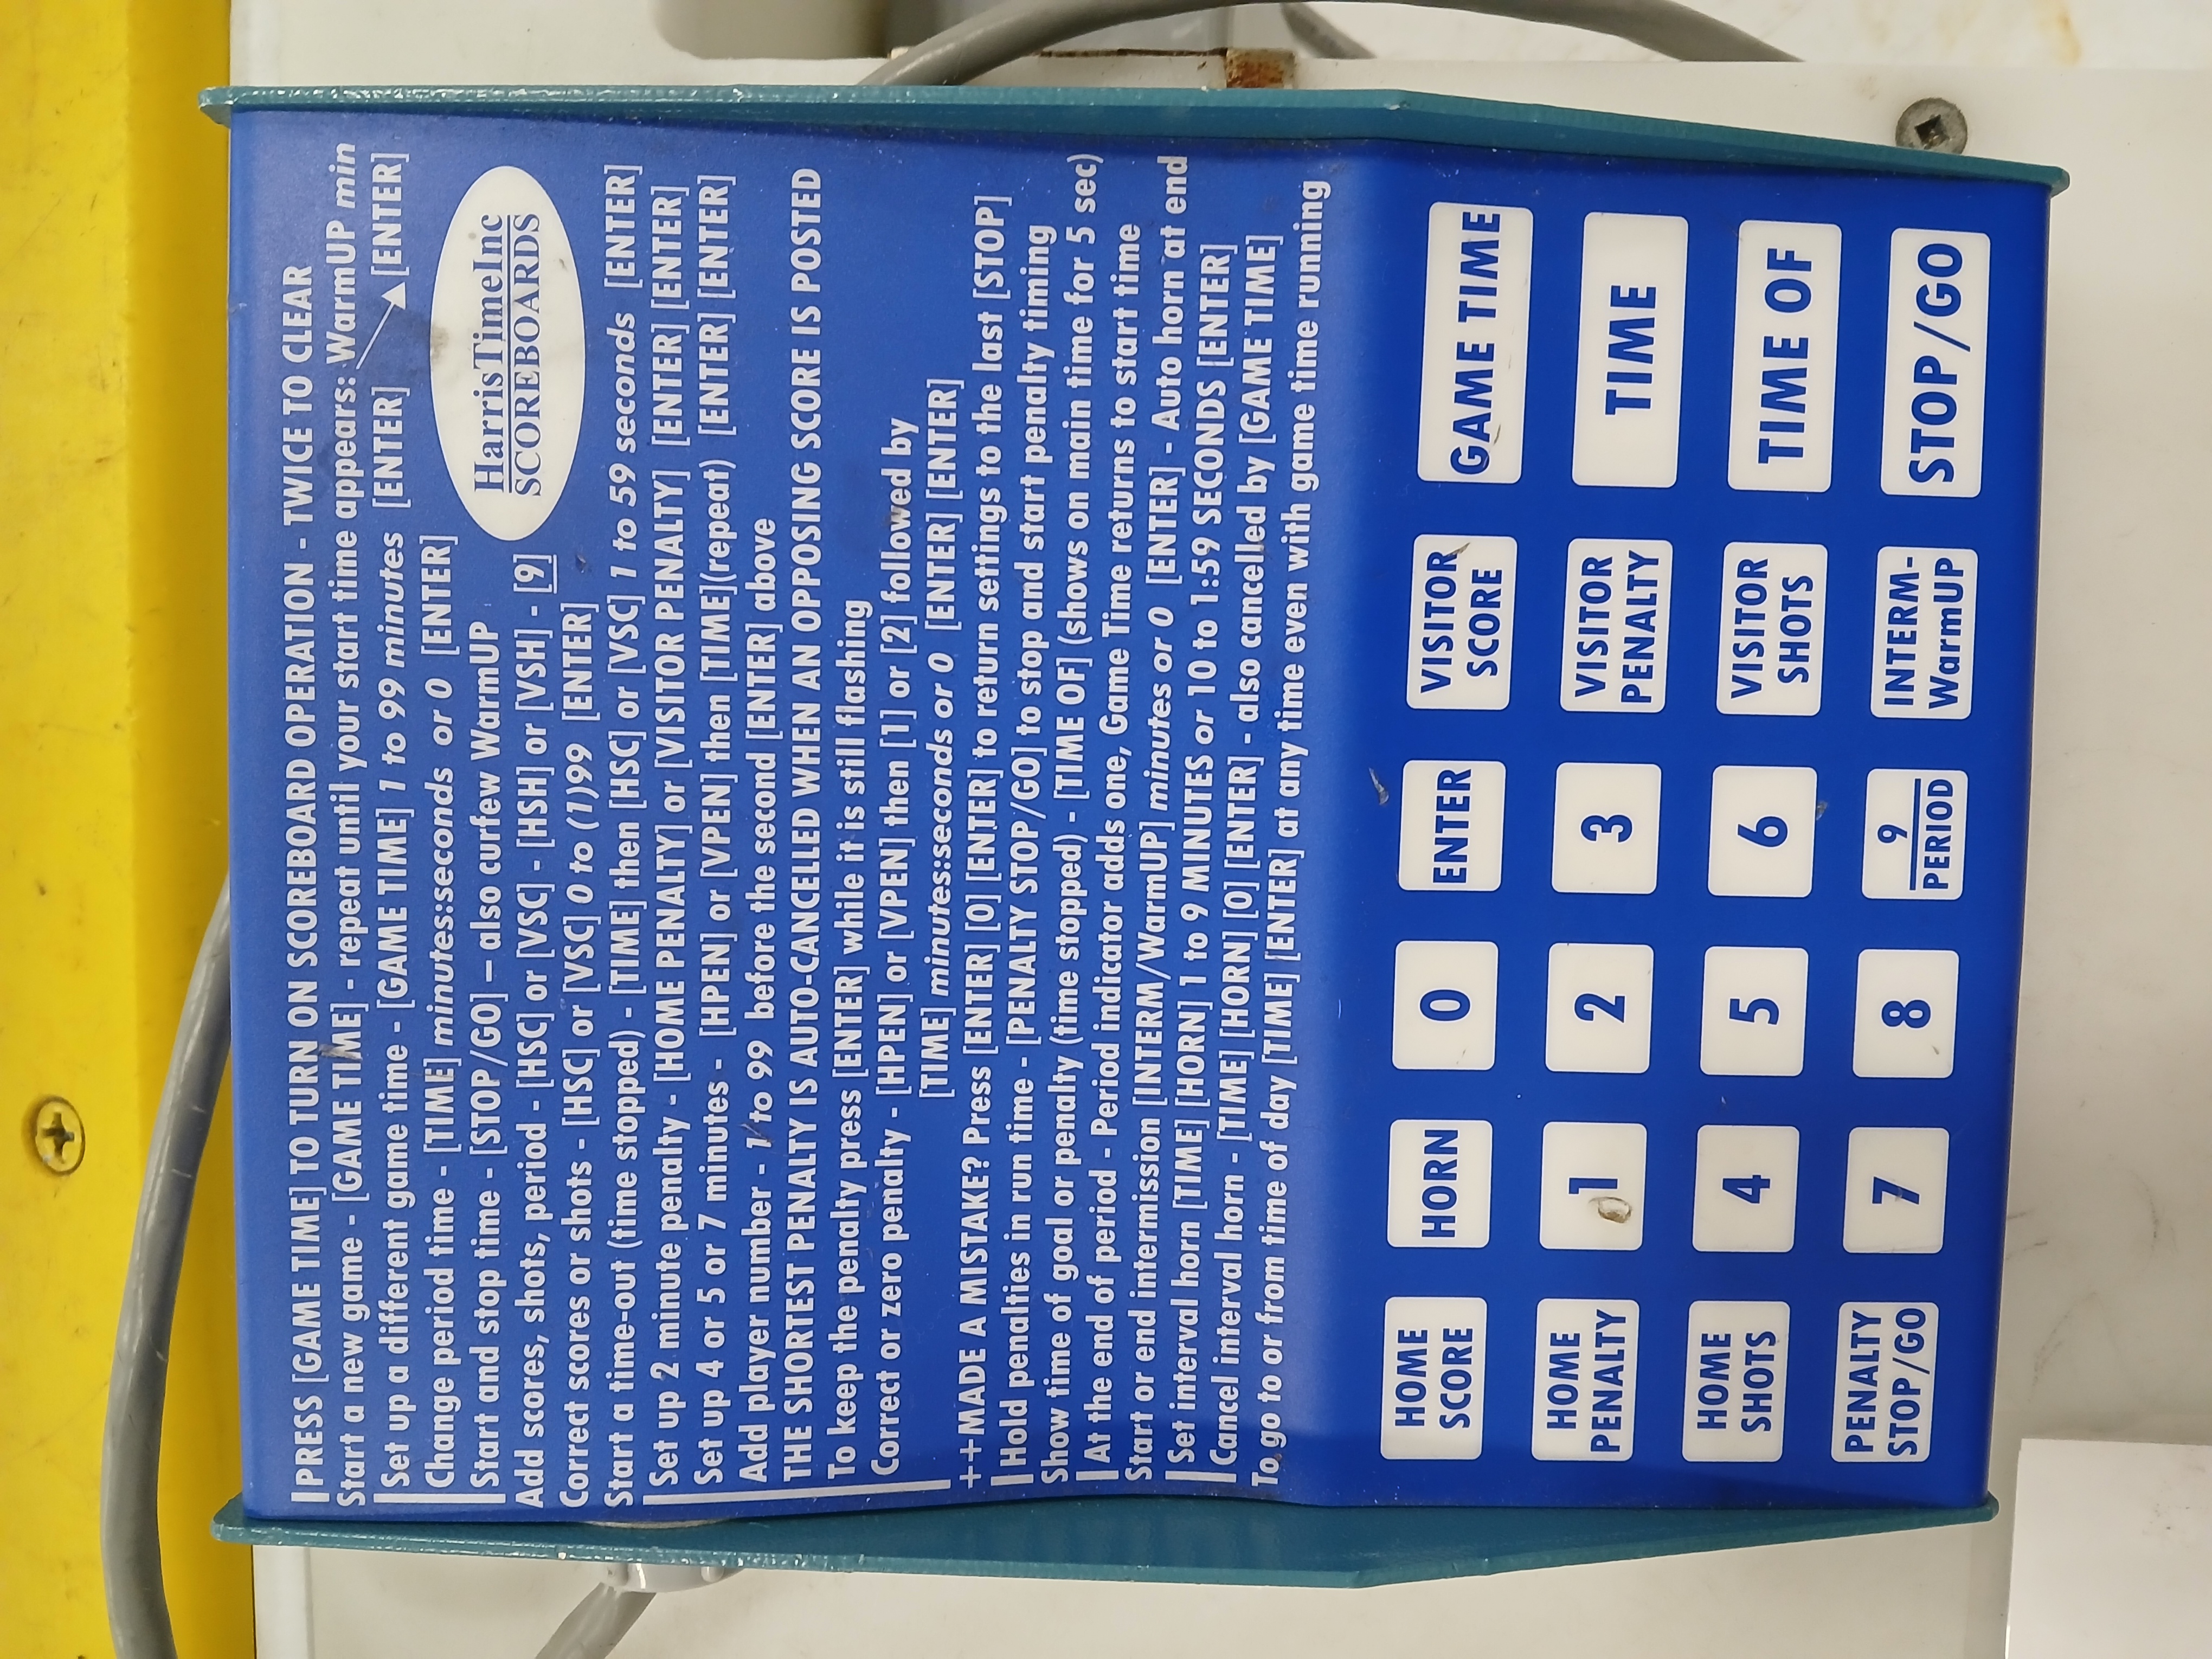 PRESS [GAME TIME] TO TURN ON SCOREBOARD OPERATION - TWICE TO CLEAR
Start a new game - [GAME TIME] - repeat until your start time appears: WarmUP min
Set up a different game time - [GAME TIME] 1 to 99 minutes [ENTER] [ENTER]
Change period time - [TIME] minutes:seconds or 0 [ENTER]
Start and stop time - [STOP/GO] – also curfew WarmUP
HarrisTimeInc
SCOREBOARDS
Add scores, shots, period - [HSC] or [VSC] - [HSH] or [VSH] - [9]
Correct scores or shots - [HSC] or [VSC] 0 to (1)99 [ENTER]
Start a time-out (time stopped) - [TIME] then [HSC] or [VSC] 1 to 59 seconds [ENTER]
Set up 2 minute penalty - [HOME PENALTY] or [VISITOR PENALTY] [ENTER] [ENTER]
Set up 4 or 5 or 7 minutes - [HPEN] or [VPEN] then [TIME](repeat) [ENTER] [ENTER]
Add player number - 1 to 99 before the second [ENTER] above
THE SHORTEST PENALTY IS AUTO-CANCELLED WHEN AN OPPOSING SCORE IS POSTED
To keep the penalty press [ENTER] while it is still flashing
Correct or zero penalty - [HPEN] or [VPEN] then [1] or [2] followed by
[TIME] minutes:seconds or 0 [ENTER] [ENTER]
++MADE A MISTAKE? Press [ENTER] [0] [ENTER] to return settings to the last [STOP]
Hold penalties in run time - [PENALTY STOP/GO] to stop and start penalty timing
Show time of goal or penalty (time stopped) - [TIME OF] (shows on main time for 5 sec)
At the end of period - Period indicator adds one, Game Time returns to start time
Start or end intermission [INTERM/WarmUP] minutes or 0 [ENTER] - Auto horn at end
Set interval horn [TIME] [HORN] 1 to 9 MINUTES or 10 to 1:59 SECONDS [ENTER]
Cancel interval horn - [TIME] [HORN] [0] [ENTER] - also cancelled by [GAME TIME]
To go to or from time of day [TIME] [ENTER] at any time even with game time running
HOME SCORE HORN 0 ENTER VISITOR SCORE GAME TIME
HOME PENALTY 1 2 3 VISITOR PENALTY TIME
HOME SHOTS 4 5 6 VISITOR SHOTS TIME OF
PENALTY STOP/GO 7 8 9 PERIOD INTERM- WarmUP STOP/GO